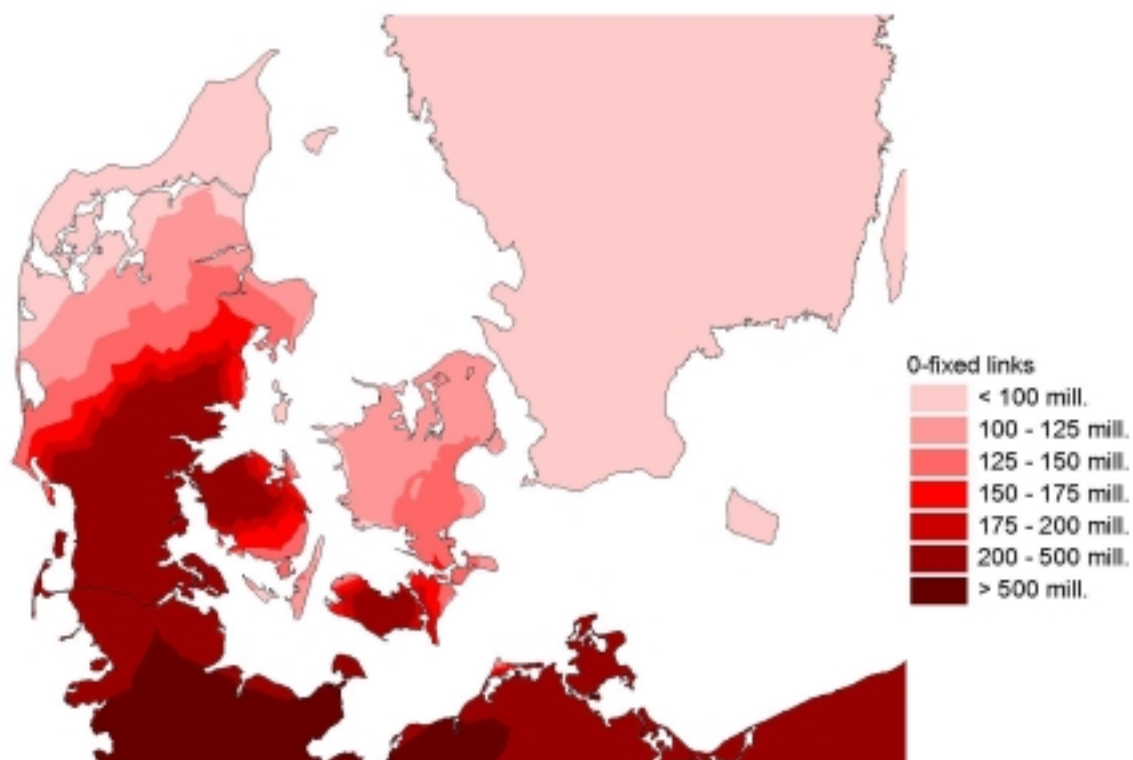 0-fixed links
< 100 mill.
100 - 125 mill.
125 - 150 mill.
150 - 175 mill.
175 - 200 mill.
200 - 500 mill.
> 500 mill.